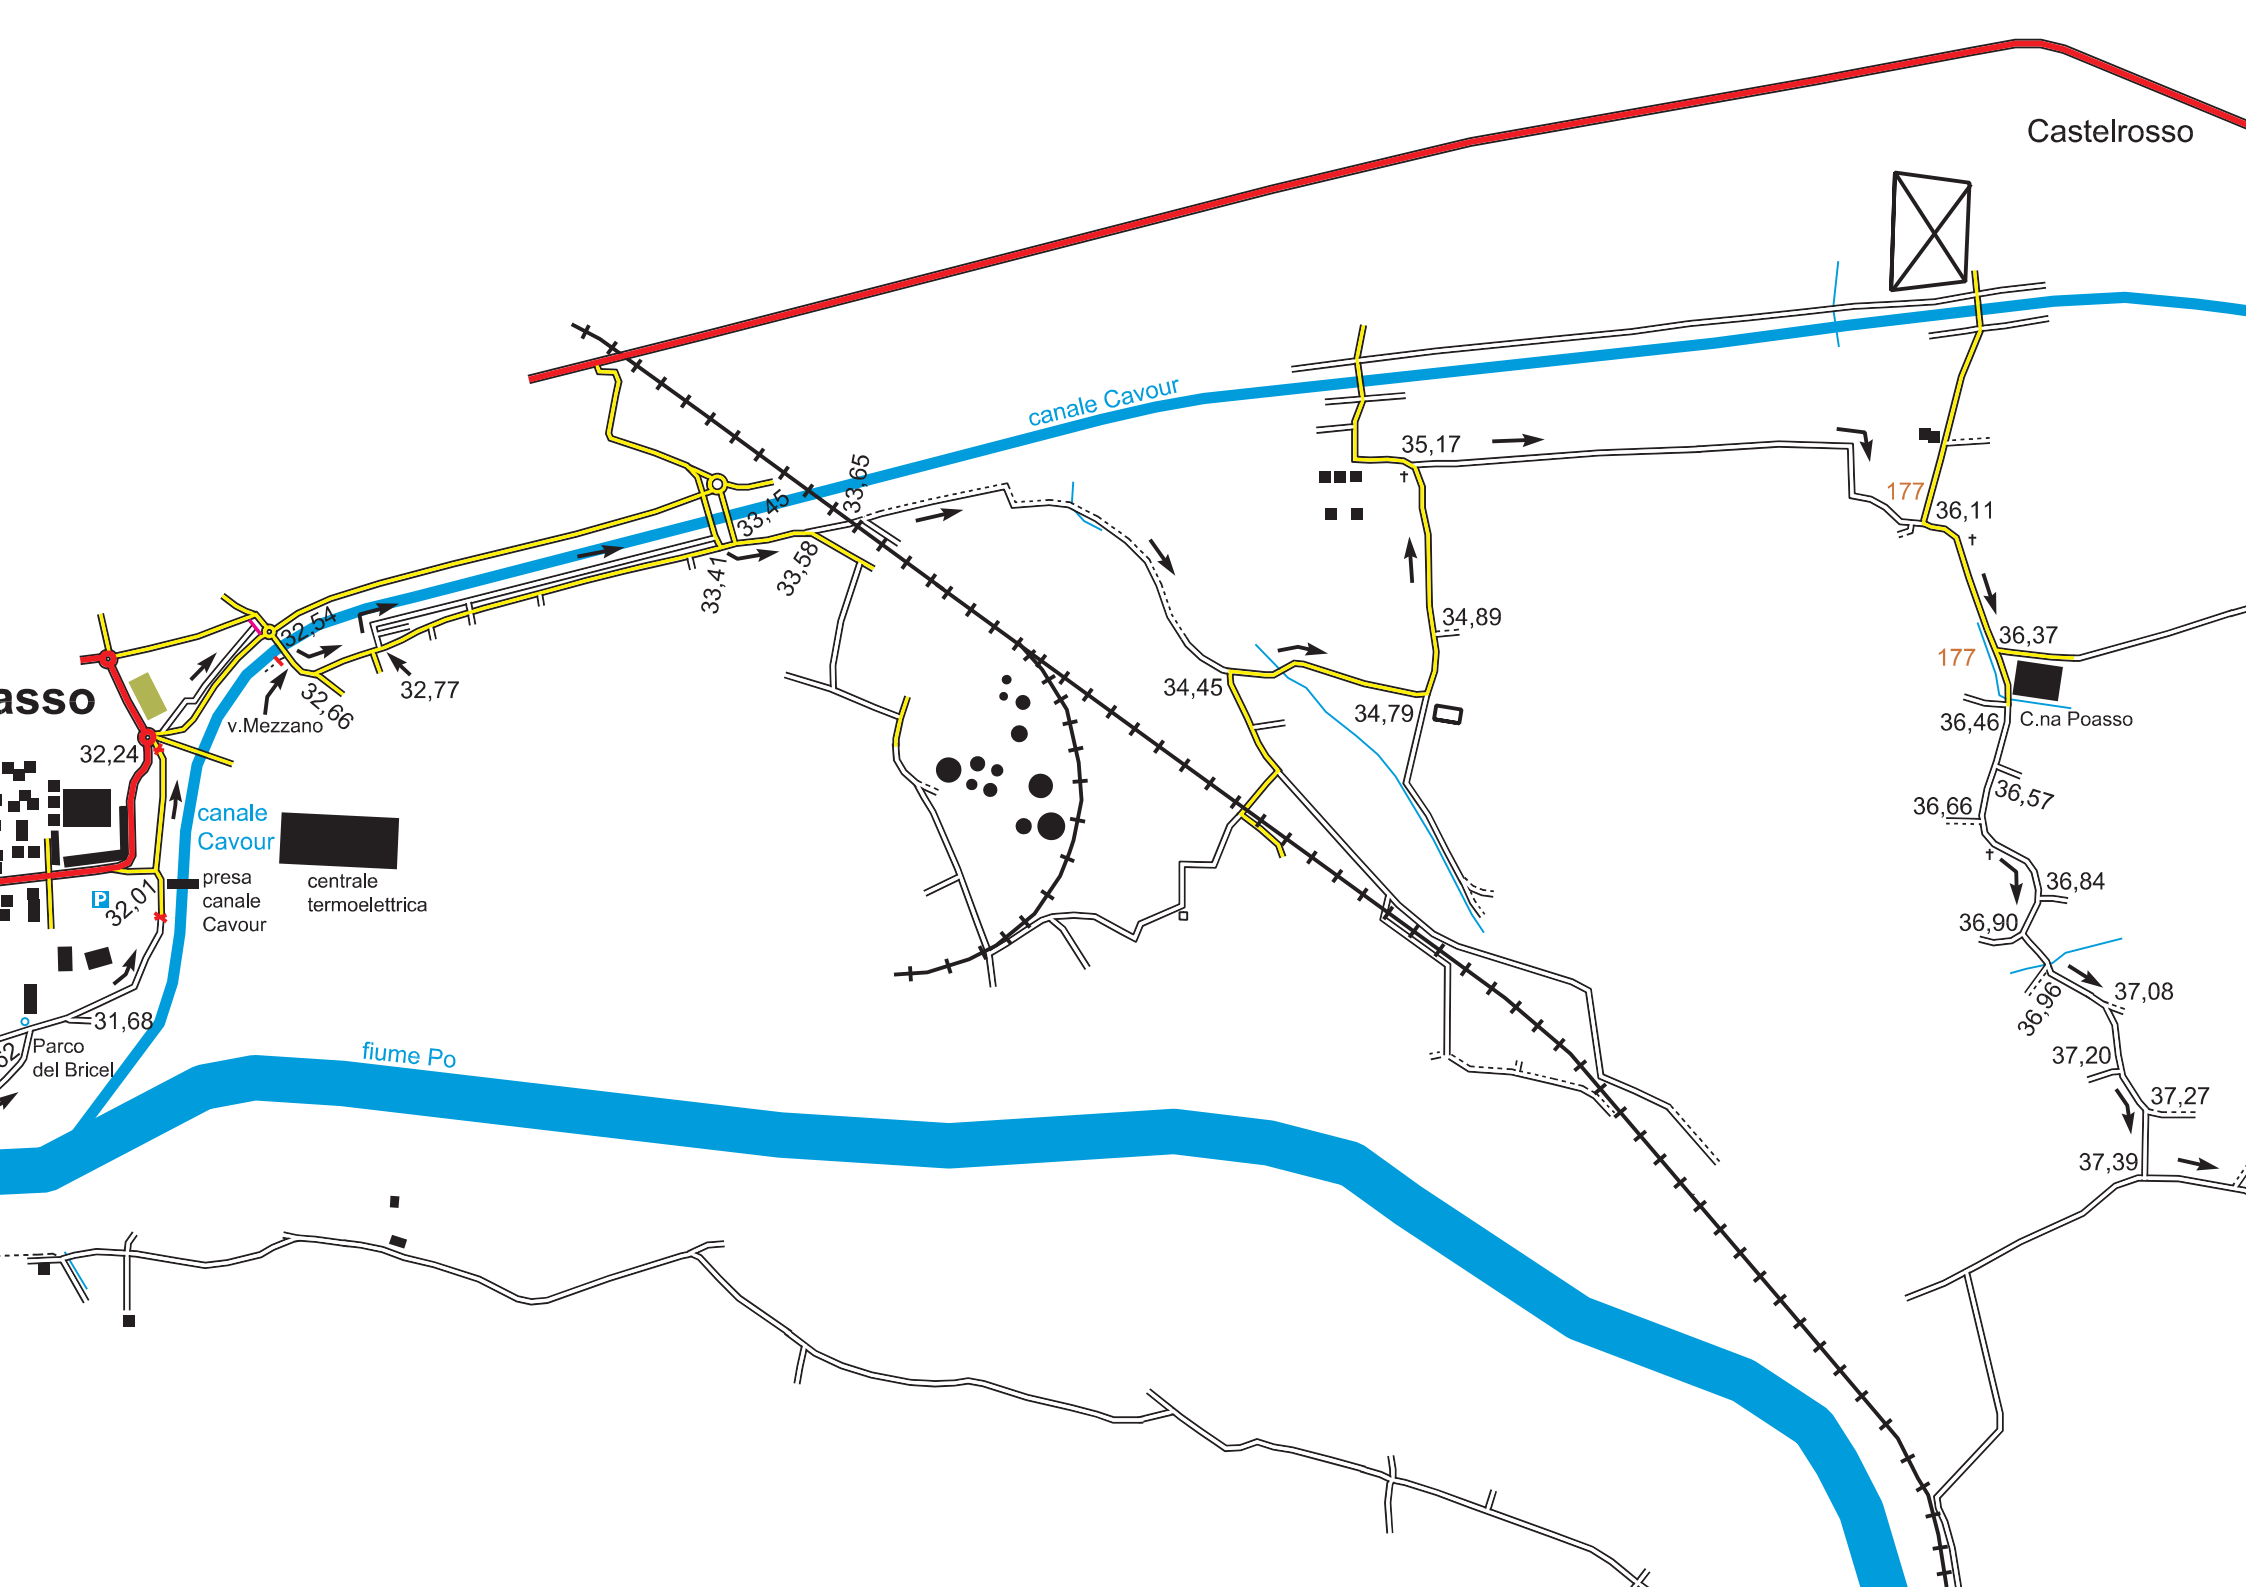 Castelrosso
canale Cavour
35,17
33,65
177
36,11
33,45
33,41
33,58
32,54
34,89
36,37
177
34,45
34,79
32,77
32,66
v.Mezzano
asso
32,24
36,46
C.na Poasso
36,57
36,66
canale
Cavour
presa
canale
Cavour
centrale
termoelettrica
P
32,01
36,84
36,90
36,96
37,08
31,68
Parco
del Bricel
fiume Po
37,20
37,27
37,39